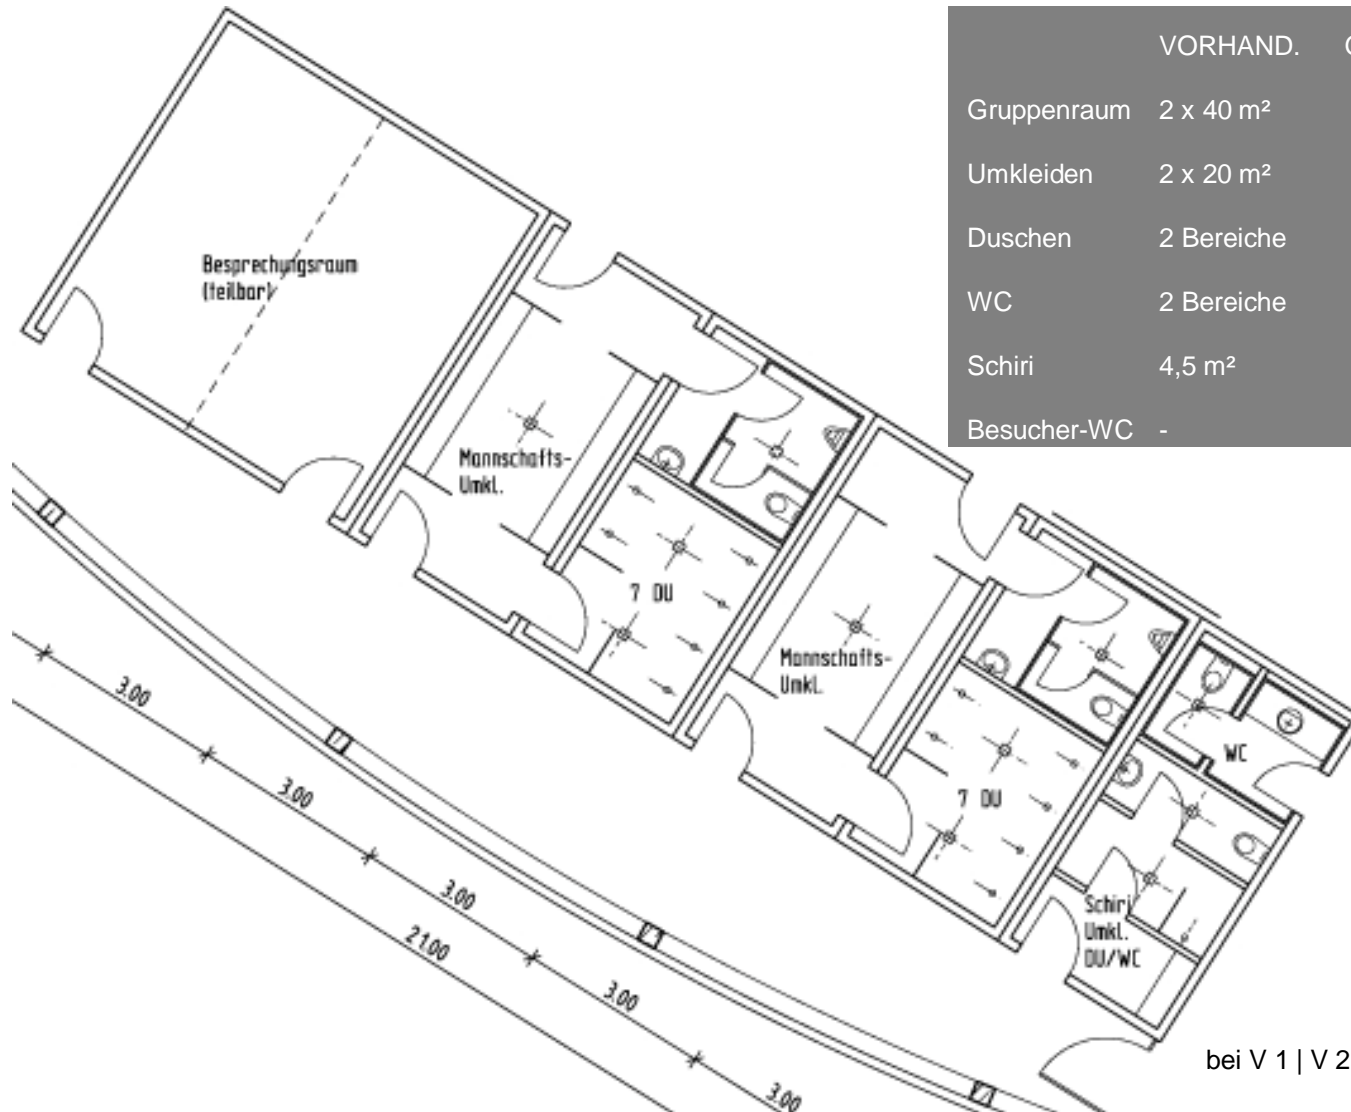 VORHAND.
Gruppenraum 2 x 40 m²
Umkleiden 2 x 20 m²
Duschen 2 Bereiche
WC 2 Bereiche
Schiri 4,5 m²
Besucher-WC -
Besprechungsraum
(teilbar)
Mannschafts-
Umkl.
7 DU
Mannschafts-
Umkl.
7 DU
WC
Schiri
Umkl.
DU/WC
3.00
3.00
3.00
21.00
3.00
3.00
bei V 1 | V 2